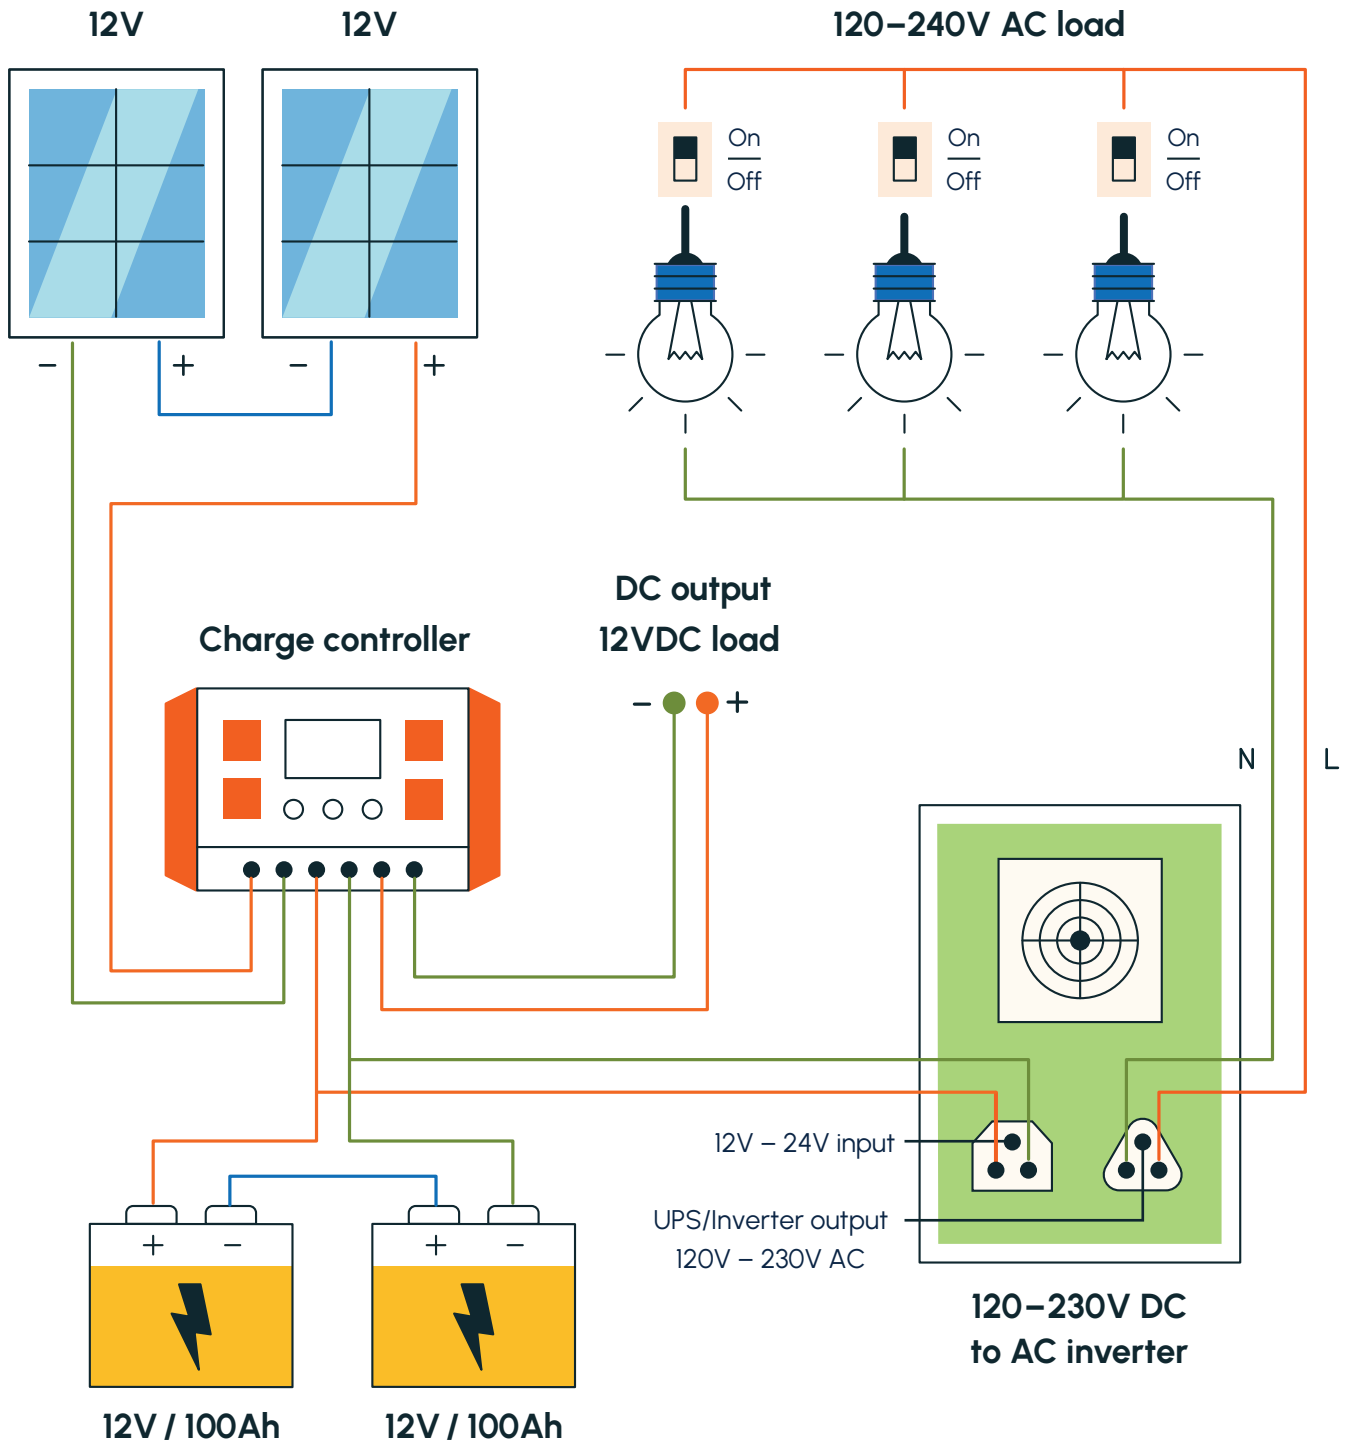 12V
12V
120–240V AC load
On
Off
On
Off
On
Off
– +
– +
DC output
12VDC load
Charge controller
– +
N
L
12V – 24V input
UPS/Inverter output
120V – 230V AC
+ –
+ –
120–230V DC
to AC inverter
12V / 100Ah
12V / 100Ah